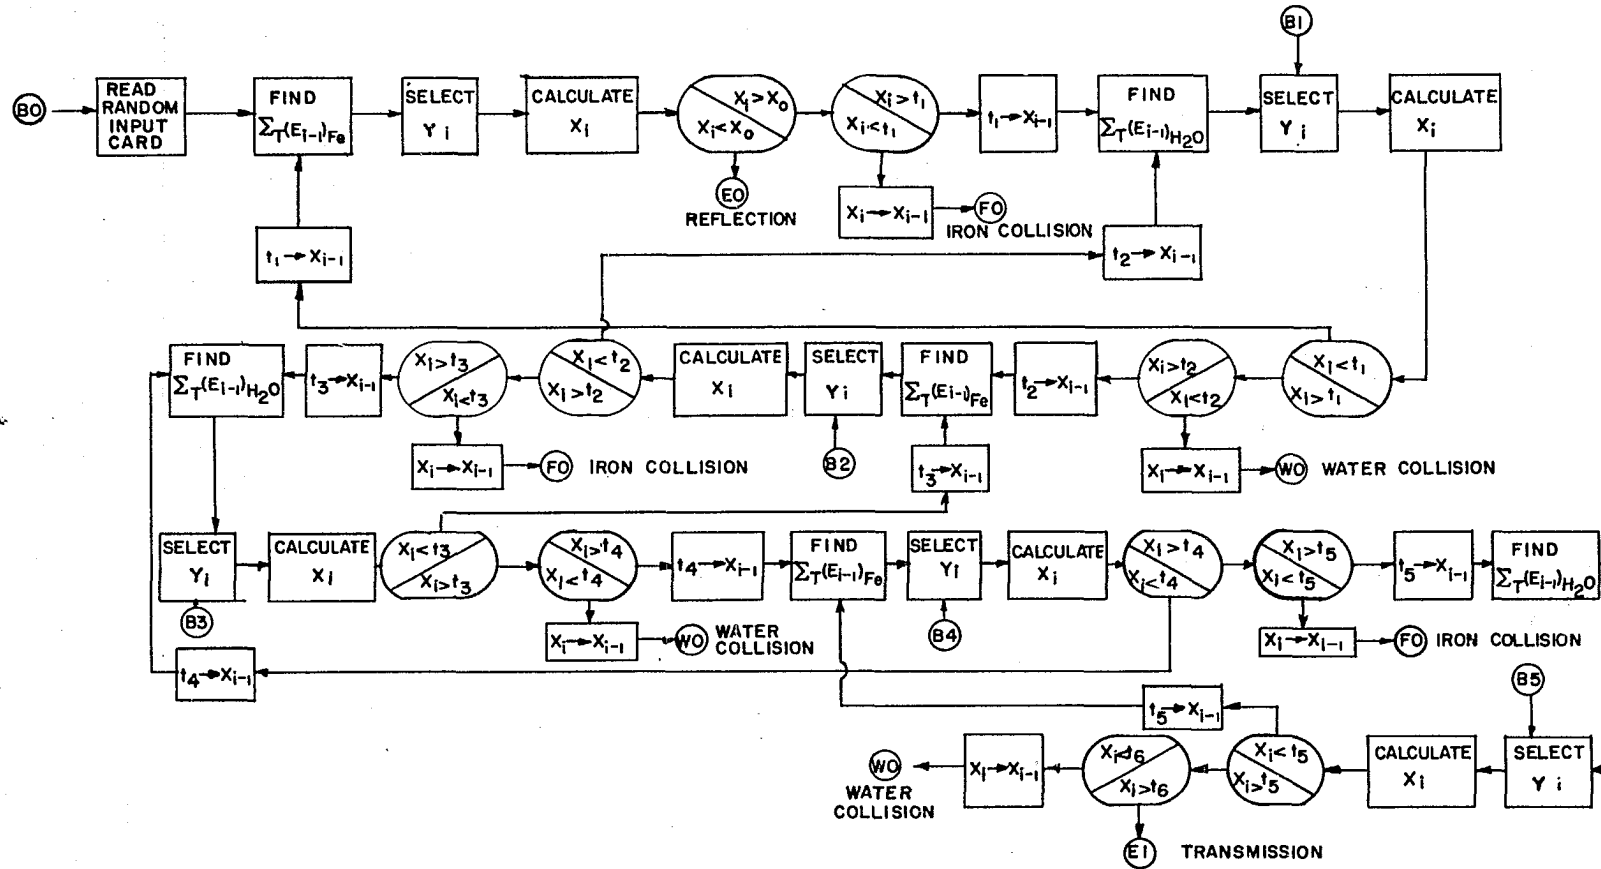 B1
B0
READ
RANDOM
INPUT
CARD
FIND
Σ_T(E_{i-1})_{Fe}
SELECT
Y_i
CALCULATE
X_i
X_i > X_0
X_i < X_0
X_i > t_1
X_i < t_1
t_1 → X_{i-1}
FIND
Σ_T(E_{i-1})_{H_2O}
SELECT
Y_i
CALCULATE
X_i
E0
REFLECTION
X_i → X_{i-1}
F0
IRON COLLISION
t_1 → X_{i-1}
t_2 → X_{i-1}
FIND
Σ_T(E_{i-1})_{H_2O}
t_3 → X_{i-1}
X_i > t_3
X_i < t_3
X_i < t_2
X_i > t_2
CALCULATE
X_i
SELECT
Y_i
FIND
Σ_T(E_{i-1})_{Fe}
t_2 → X_{i-1}
X_i > t_2
X_i < t_2
X_i < t_1
X_i > t_1
X_i → X_{i-1}
F0
IRON COLLISION
B2
t_3 → X_{i-1}
X_i → X_{i-1}
W0
WATER COLLISION
SELECT
Y_i
CALCULATE
X_i
X_i < t_3
X_i > t_3
X_i > t_4
X_i < t_4
t_4 → X_{i-1}
FIND
Σ_T(E_{i-1})_{Fe}
SELECT
Y_i
CALCULATE
X_i
X_i > t_4
X_i < t_4
X_i > t_5
X_i < t_5
t_5 → X_{i-1}
FIND
Σ_T(E_{i-1})_{H_2O}
B3
X_i → X_{i-1}
W0
WATER
COLLISION
B4
X_i → X_{i-1}
F0
IRON COLLISION
t_4 → X_{i-1}
B5
t_5 → X_{i-1}
W0
WATER
COLLISION
X_i → X_{i-1}
X_i < t_6
X_i > t_6
X_i < t_5
X_i > t_5
CALCULATE
X_i
SELECT
Y_i
E1
TRANSMISSION